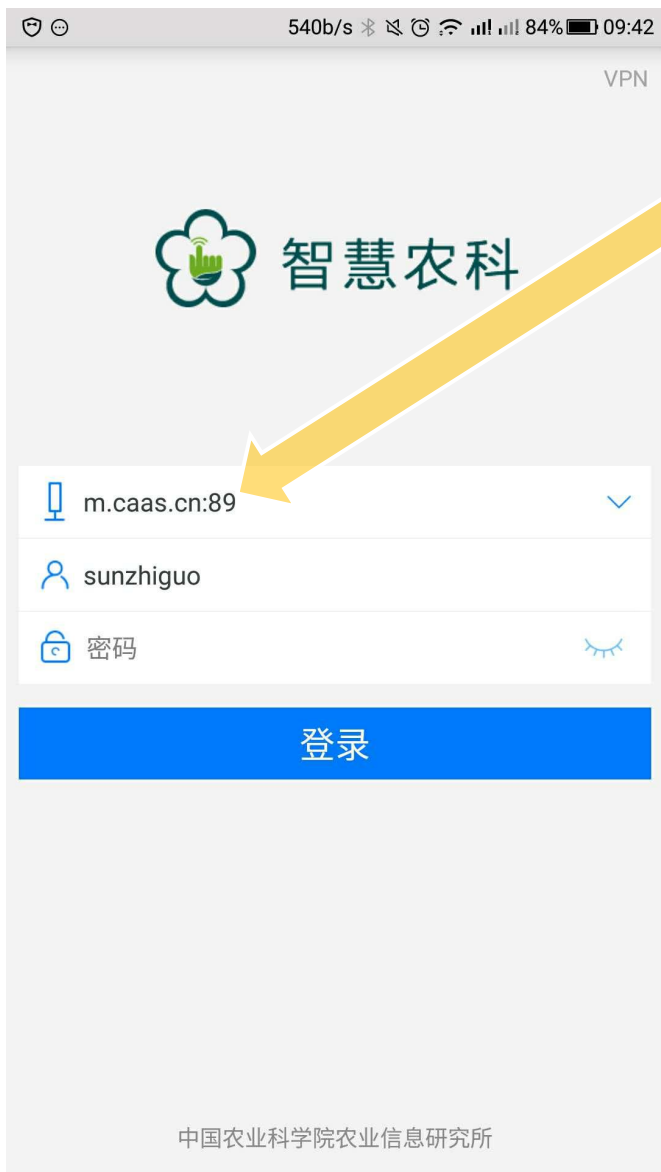 540b/s 84% 09:42
VPN
智慧农科
m.caas.cn:89
sunzhiguo
密码
登录
中国农业科学院农业信息研究所